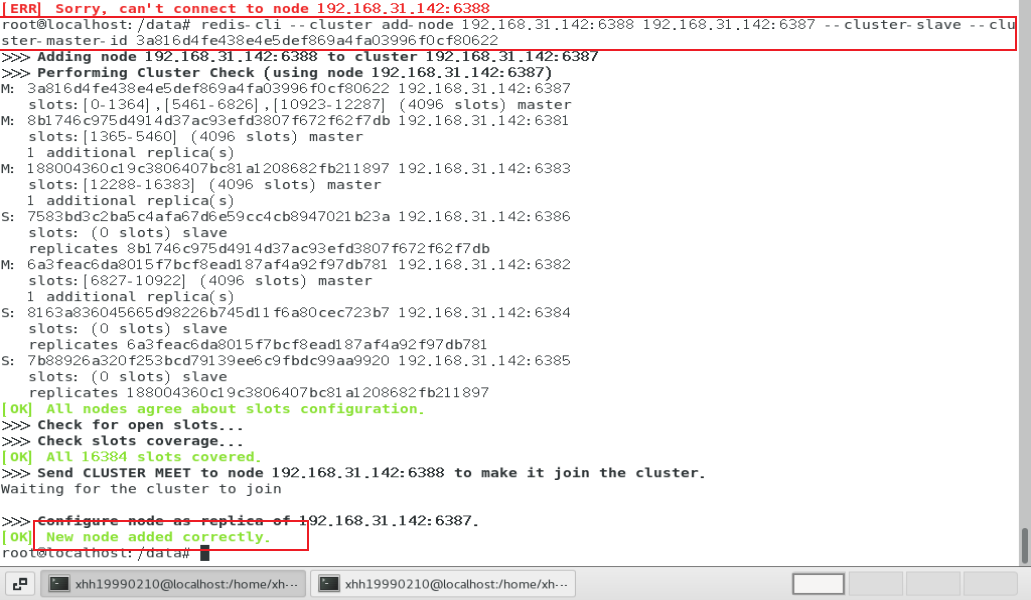 [ERR] Sorry, can't connect to node 192.168.31.142:6388
root@localhost:/data# redis-cli --cluster add-node 192.168.31.142:6388 192.168.31.142:6387 --cluster-slave --clu
ster-master-id 3a816d4fe438e4e5def869a4fa03996f0cf80622
>>> Adding node 192.168.31.142:6388 to cluster 192.168.31.142:6387
>>> Performing Cluster Check (using node 192.168.31.142:6387)
M: 3a816d4fe438e4e5def869a4fa03996f0cf80622 192.168.31.142:6387
slots:[0-1364],[5461-6826],[10923-12287] (4096 slots) master
M: 8b1746c975d4914d37ac93efd3807f672f62f7db 192.168.31.142:6381
slots:[1365-5460] (4096 slots) master
1 additional replica(s)
M: 188004360c19c3806407bc81a1208682fb211897 192.168.31.142:6383
slots:[12288-16383] (4096 slots) master
1 additional replica(s)
S: 7583bd3c2ba5c4afa67d6e59cc4cb8947021b23a 192.168.31.142:6386
slots: (0 slots) slave
replicates 8b1746c975d4914d37ac93efd3807f672f62f7db
M: 6a3feac6da8015f7bcf8ead187af4a92f97db781 192.168.31.142:6382
slots:[6827-10922] (4096 slots) master
1 additional replica(s)
S: 8163a836045665d98226b745d11f6a80cec723b7 192.168.31.142:6384
slots: (0 slots) slave
replicates 6a3feac6da8015f7bcf8ead187af4a92f97db781
S: 7b88926a320f253bcd79139ee6c9fbdc99aa9920 192.168.31.142:6385
slots: (0 slots) slave
replicates 188004360c19c3806407bc81a1208682fb211897
[OK] All nodes agree about slots configuration.
>>> Check for open slots...
>>> Check slots coverage...
[OK] All 16384 slots covered.
>>> Send CLUSTER MEET to node 192.168.31.142:6388 to make it join the cluster.
Waiting for the cluster to join
>>> Configure node as replica of 192.168.31.142:6387.
[OK] New node added correctly.
root@localhost:/data#
xhh19990210@localhost:/home/xh··· xhh19990210@localhost:/home/xh···